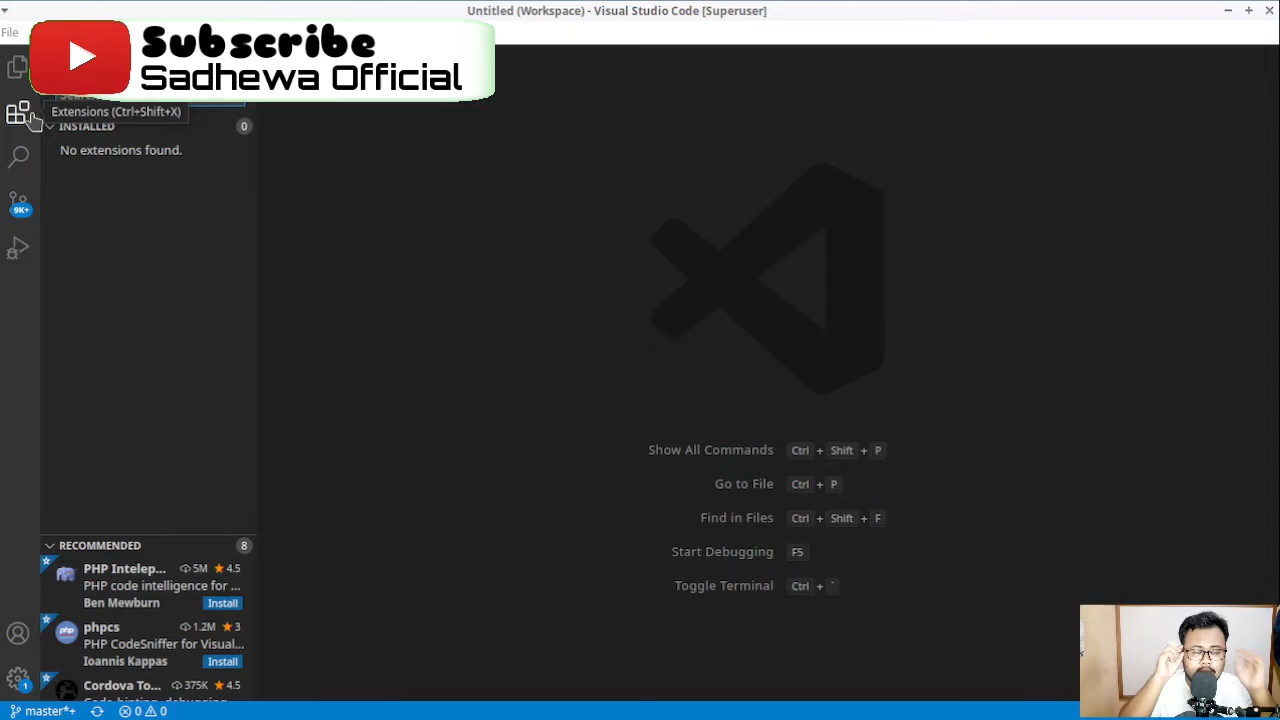 Untitled (Workspace) - Visual Studio Code [Superuser]
File
Subscribe
Sadhewa Official
Extensions (Ctrl+Shift+X)
INSTALLED 0
No extensions found.
9K+
Show All Commands Ctrl + Shift + P
Go to File Ctrl + P
Find in Files Ctrl + Shift + F
Start Debugging F5
Toggle Terminal Ctrl + `
RECOMMENDED 8
PHP Intelep... 5M 4.5
PHP code intelligence for ...
Ben Mewburn Install
php
phpcs 1.2M 3
PHP CodeSniffer for Visual...
Ioannis Kappas Install
Cordova To... 375K 4.5
1
master*+ 0 0